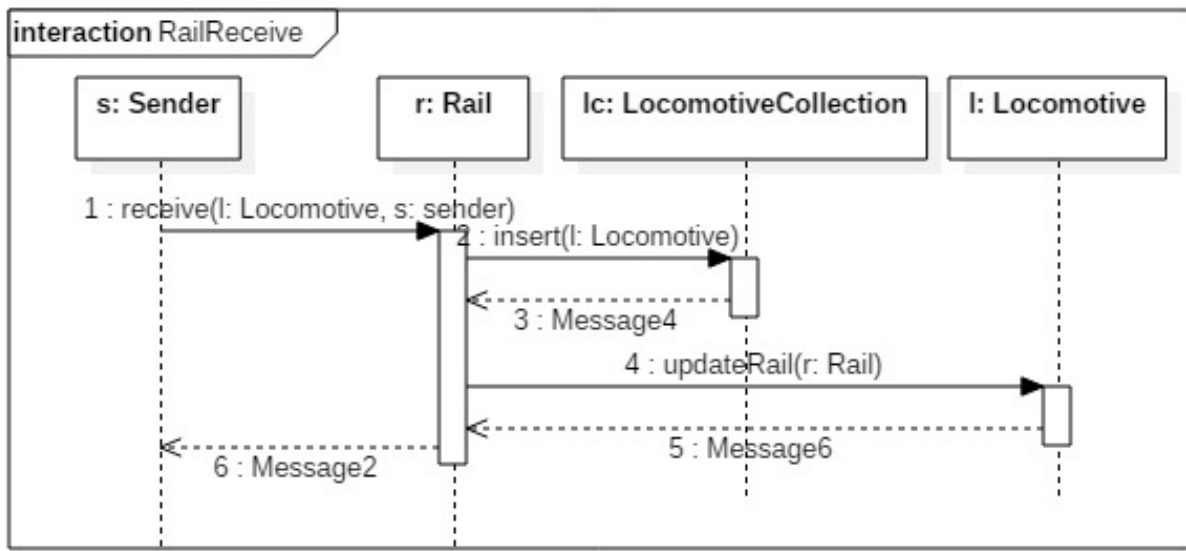 interaction RailReceive
s: Sender
r: Rail
lc: LocomotiveCollection
l: Locomotive
1 : receive(l: Locomotive, s: sender)
2 : insert(l: Locomotive)
3 : Message4
4 : updateRail(r: Rail)
5 : Message6
6 : Message2